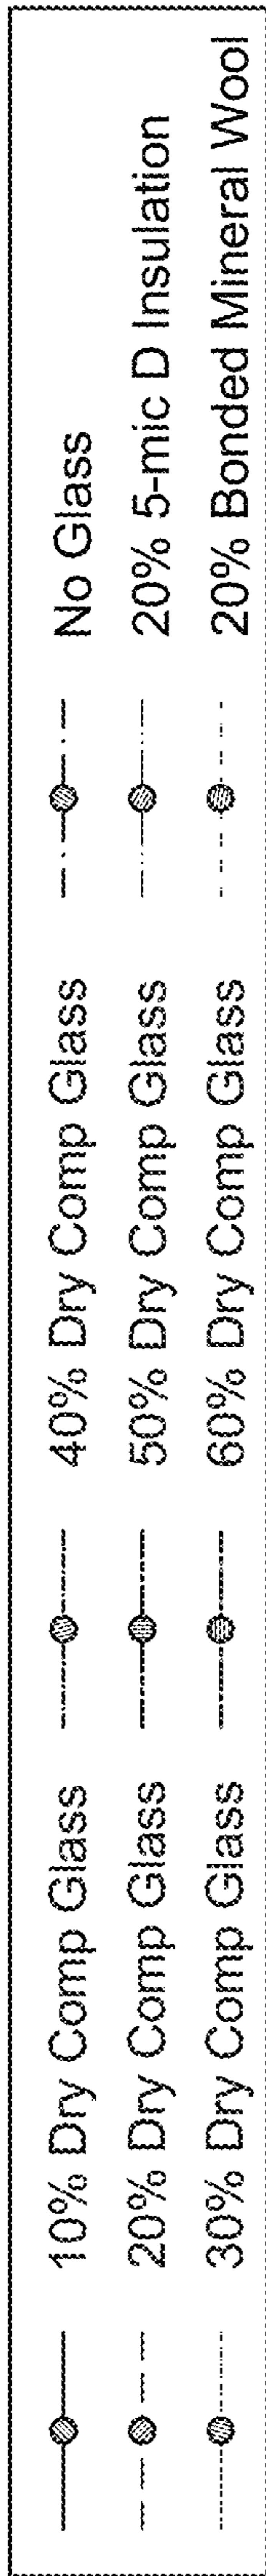 10% Dry Comp Glass
20% Dry Comp Glass
30% Dry Comp Glass
40% Dry Comp Glass
50% Dry Comp Glass
60% Dry Comp Glass
No Glass
20% 5-mic D Insulation
20% Bonded Mineral Wool